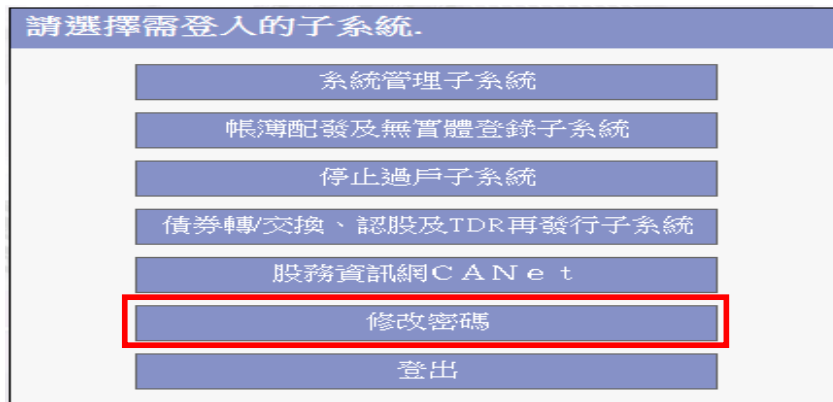 請選擇需登入的子系統.
系統管理子系統
帳簿配發及無實體登錄子系統
停止過戶子系統
債券轉/交換、認股及TDR再發行子系統
股務資訊網ＣＡＮｅｔ
修改密碼
登出